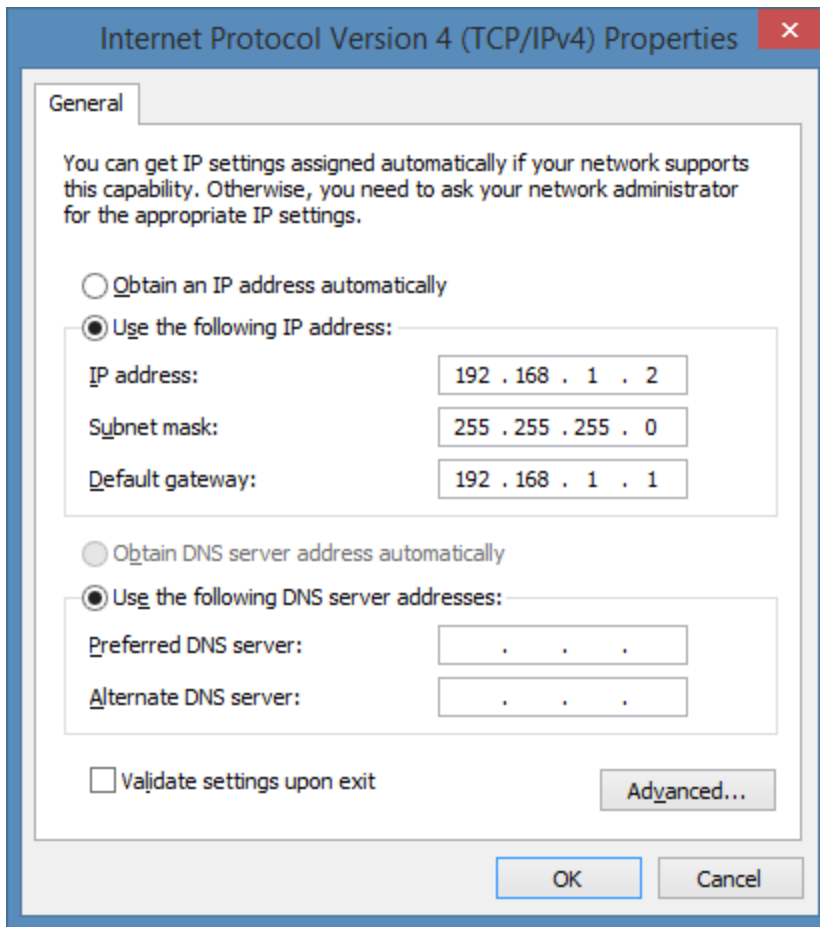 Internet Protocol Version 4 (TCP/IPv4) Properties
General
You can get IP settings assigned automatically if your network supports
this capability. Otherwise, you need to ask your network administrator
for the appropriate IP settings.
Obtain an IP address automatically
Use the following IP address:
IP address: 192 . 168 . 1 . 2
Subnet mask: 255 . 255 . 255 . 0
Default gateway: 192 . 168 . 1 . 1
Obtain DNS server address automatically
Use the following DNS server addresses:
Preferred DNS server: . . .
Alternate DNS server: . . .
Validate settings upon exit
Advanced...
OK Cancel